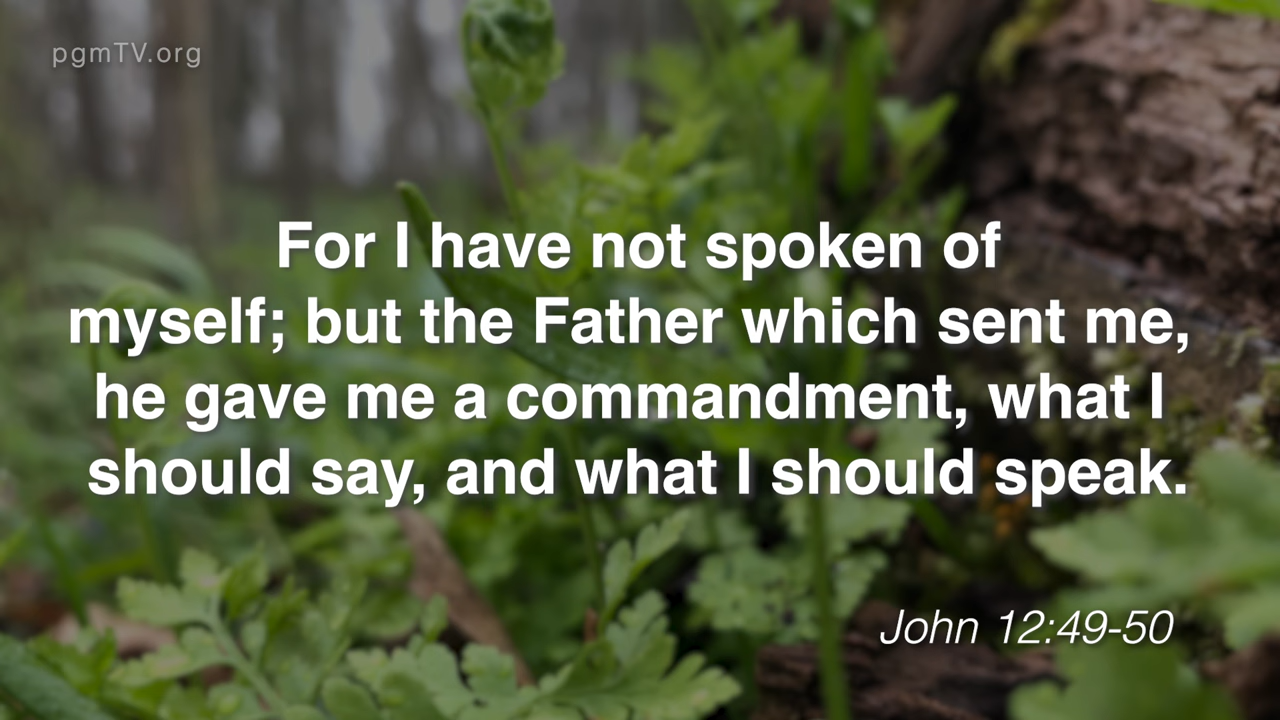 pgmTV.org
For I have not spoken of
myself; but the Father which sent me,
he gave me a commandment, what I
should say, and what I should speak.
John 12:49-50